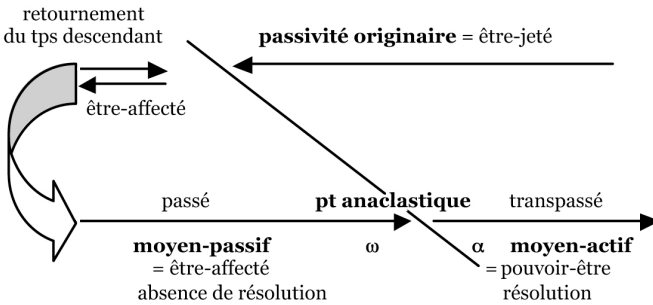 retournement
du tps descendant
passivité originaire = être-jeté
être-affecté
passé
pt anaclastique
transpassé
moyen-passif
ω
α
moyen-actif
= être-affecté
= pouvoir-être
absence de résolution
résolution